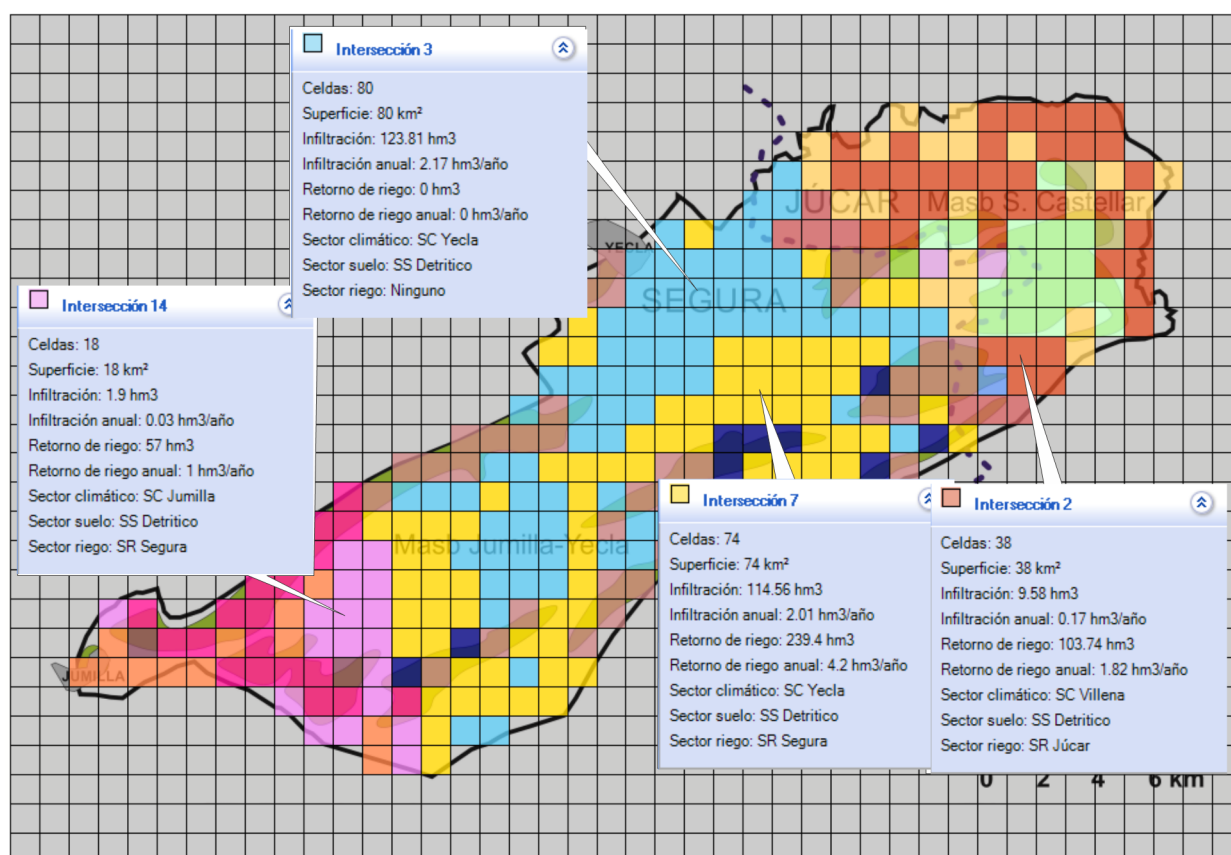 Intersección 3
Celdas: 80
Superficie: 80 km²
Infiltración: 123.81 hm3
Infiltración anual: 2.17 hm3/año
Retorno de riego: 0 hm3
Retorno de riego anual: 0 hm3/año
Sector climático: SC Yecla
Sector suelo: SS Detritico
Sector riego: Ninguno
JÚCAR
Masb S. Castellar
YECLA
SEGURA
Intersección 14
Celdas: 18
Superficie: 18 km²
Infiltración: 1.9 hm3
Infiltración anual: 0.03 hm3/año
Retorno de riego: 57 hm3
Retorno de riego anual: 1 hm3/año
Sector climático: SC Jumilla
Sector suelo: SS Detritico
Sector riego: SR Segura
Masb Jumilla-Yecla
JUMILLA
Intersección 7
Celdas: 74
Superficie: 74 km²
Infiltración: 114.56 hm3
Infiltración anual: 2.01 hm3/año
Retorno de riego: 239.4 hm3
Retorno de riego anual: 4.2 hm3/año
Sector climático: SC Yecla
Sector suelo: SS Detritico
Sector riego: SR Segura
Intersección 2
Celdas: 38
Superficie: 38 km²
Infiltración: 9.58 hm3
Infiltración anual: 0.17 hm3/año
Retorno de riego: 103.74 hm3
Retorno de riego anual: 1.82 hm3/año
Sector climático: SC Villena
Sector suelo: SS Detritico
Sector riego: SR Júcar
0 2 4 6 km